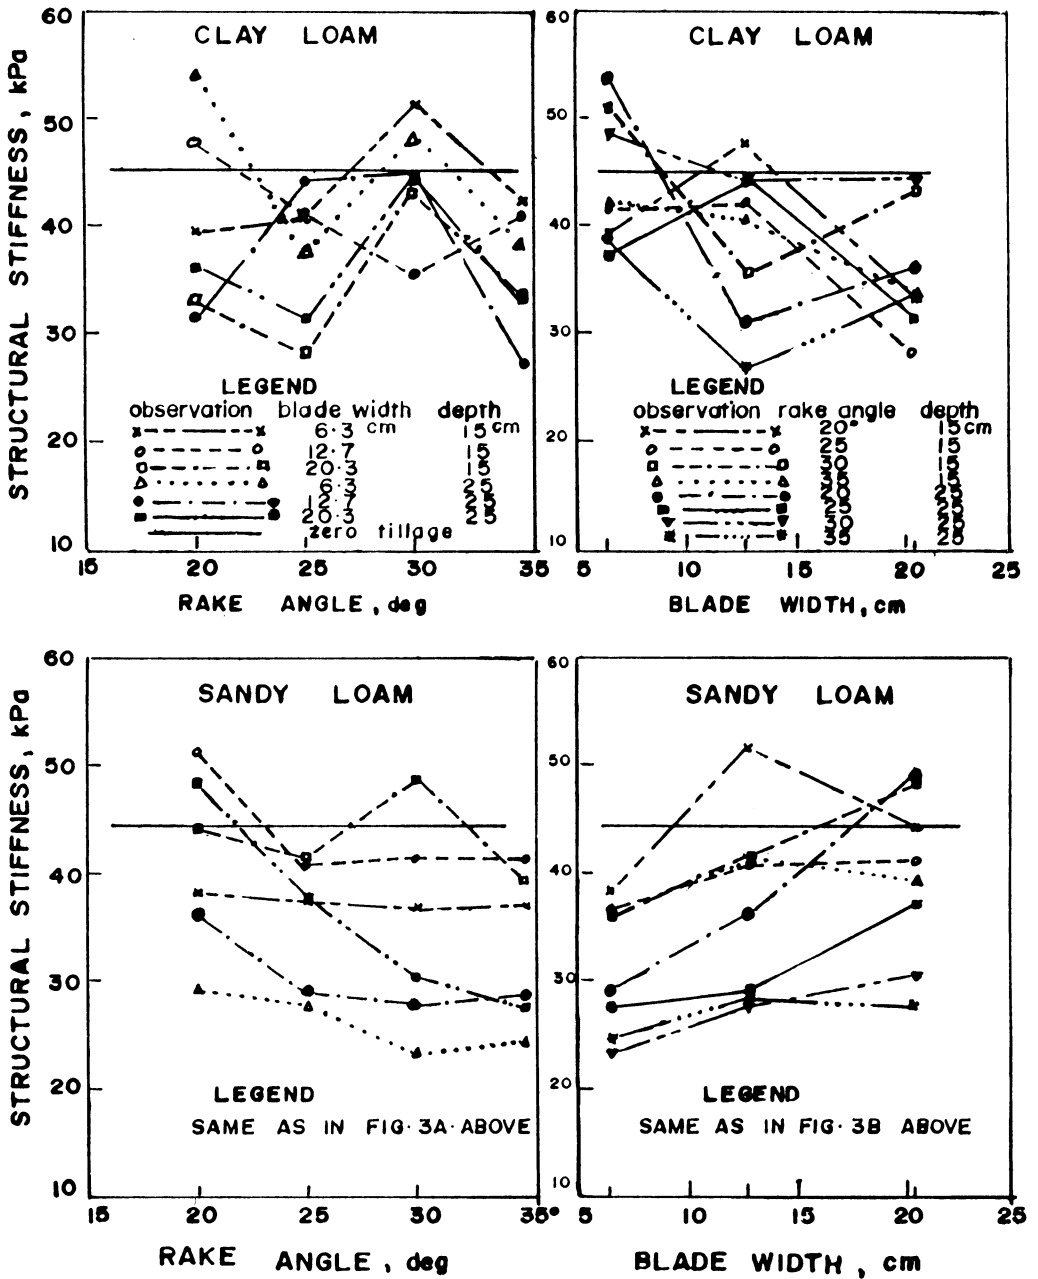 CLAY LOAM
STRUCTURAL STIFFNESS, kPa
60
50
40
30
20
10
LEGEND
observation blade width depth
6.3 cm 15 cm
12.7 15
20.3 15
6.3 25
12.7 25
20.3 25
zero tillage
15 20 25 30 35
RAKE ANGLE, deg
CLAY LOAM
60
50
40
30
20
10
LEGEND
observation rake angle depth
20° 15 cm
25 15
30 15
35 15
20 25
25 25
30 25
35 25
5 10 15 20 25
BLADE WIDTH, cm
SANDY LOAM
STRUCTURAL STIFFNESS, kPa
60
50
40
30
20
10
LEGEND
SAME AS IN FIG. 3A. ABOVE
15 20 25 30 35°
RAKE ANGLE, deg
SANDY LOAM
60
50
40
30
20
10
LEGEND
SAME AS IN FIG. 3B ABOVE
5 10 15 20 25
BLADE WIDTH, cm